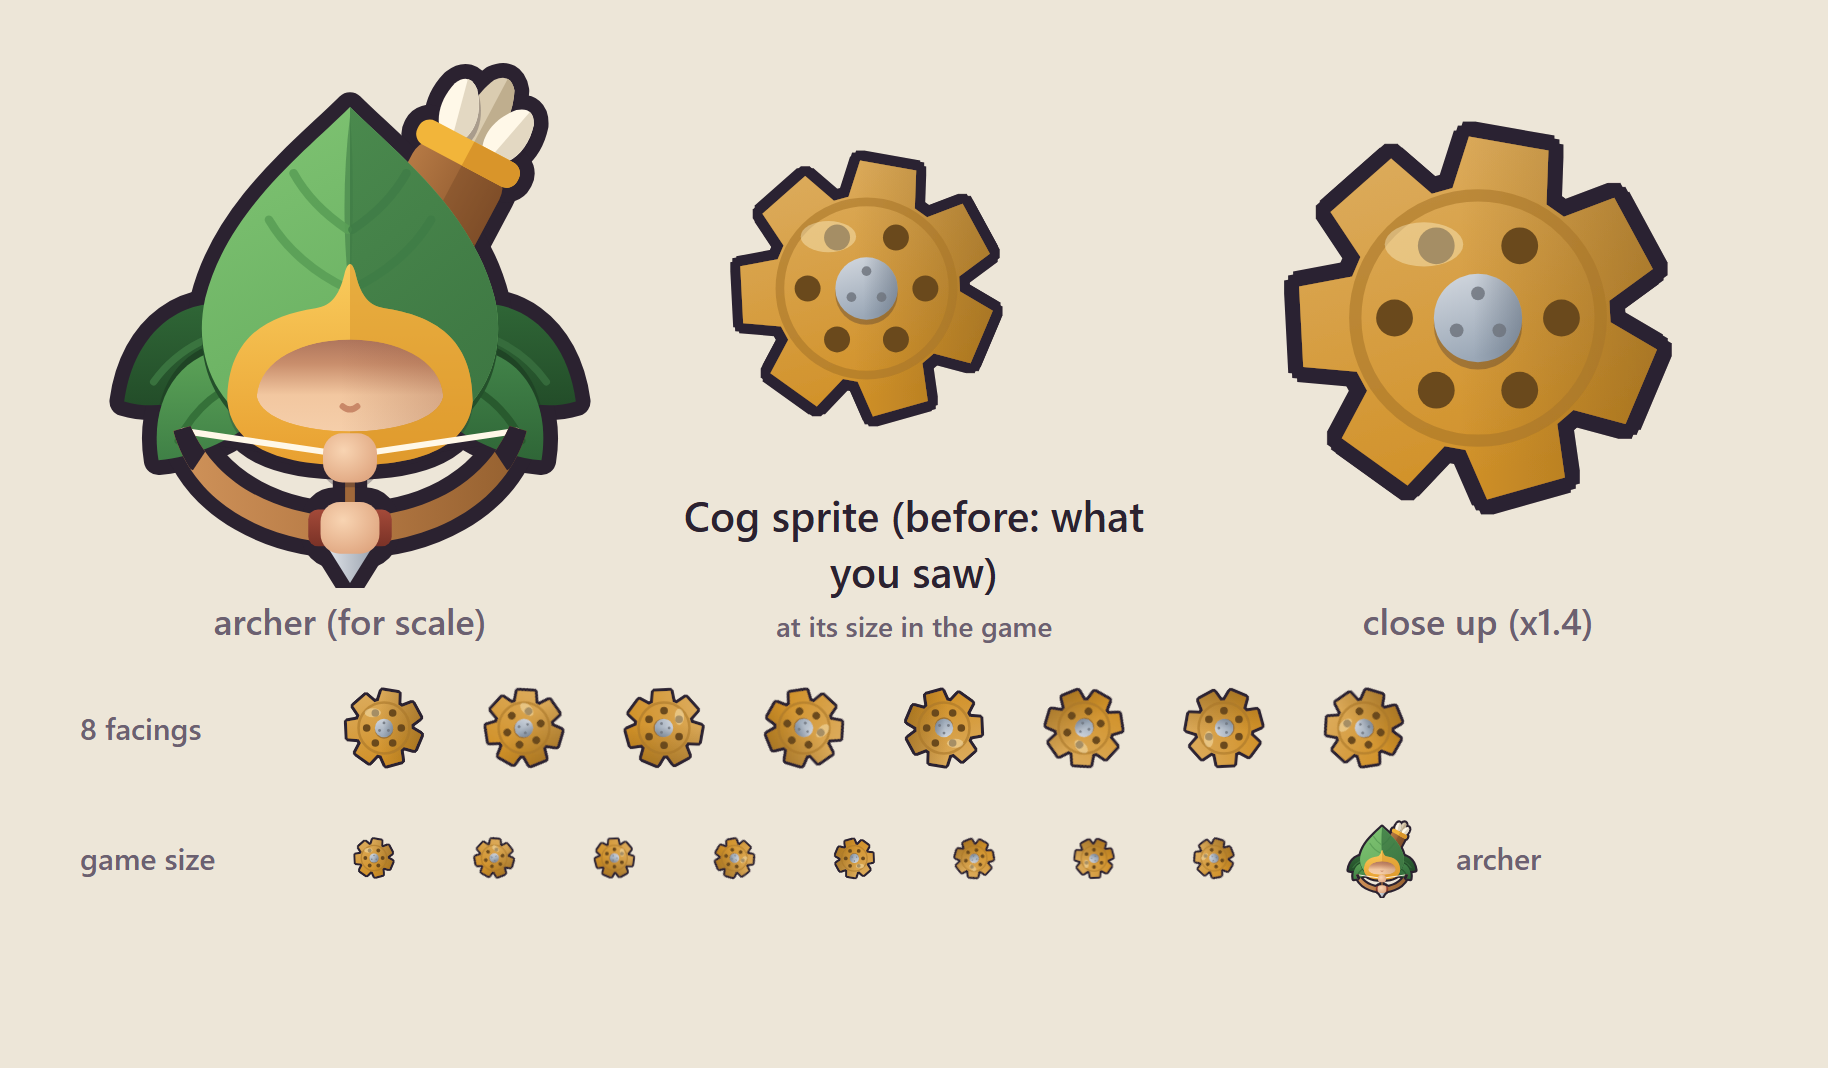 Cog sprite (before: what
you saw)
archer (for scale)
at its size in the game
close up (x1.4)
8 facings
game size
archer